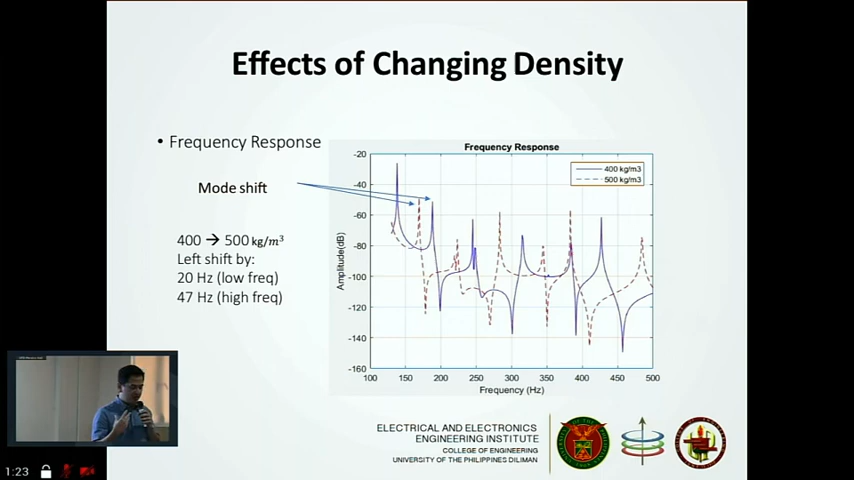 Effects of Changing Density
• Frequency Response
Mode shift
400 → 500 kg/m³
Left shift by:
20 Hz (low freq)
47 Hz (high freq)
Frequency Response
400 kg/m3
500 kg/m3
-20
-40
-60
-80
-100
-120
-140
-160
Amplitude(dB)
100 150 200 250 300 350 400 450 500
Frequency (Hz)
ELECTRICAL AND ELECTRONICS
ENGINEERING INSTITUTE
COLLEGE OF ENGINEERING
UNIVERSITY OF THE PHILIPPINES DILIMAN
1:23